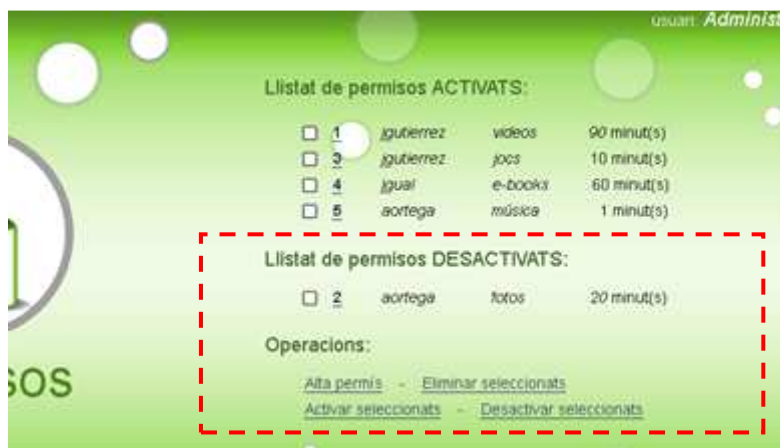 usuari: Administ
Llistat de permisos ACTIVATS:
1 jgutierrez videos 90 minut(s)
3 jgutierrez jocs 10 minut(s)
4 jgual e-books 60 minut(s)
5 aortega música 1 minut(s)
Llistat de permisos DESACTIVATS:
2 aortega fotos 20 minut(s)
Operacions:
SOS
Alta permís - Eliminar seleccionats
Activar seleccionats - Desactivar seleccionats